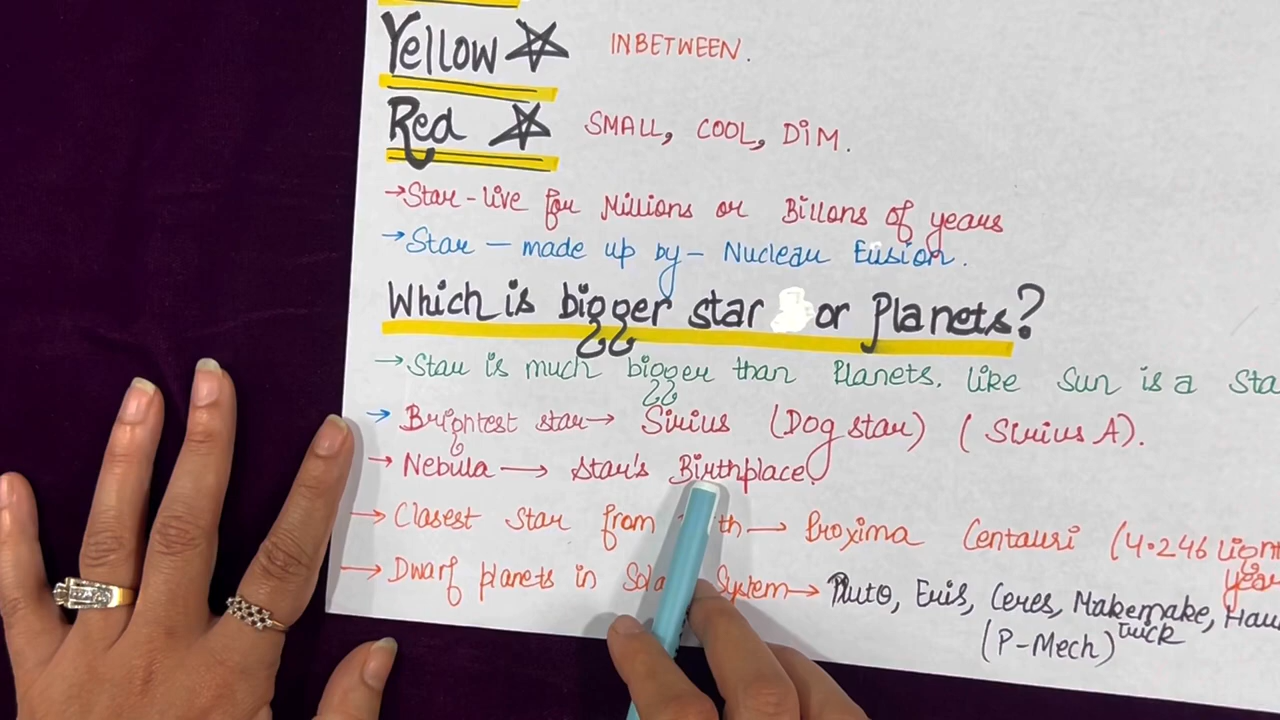 Yellow INBETWEEN.
Red SMALL, COOL, DIM.
→Star-live for Millions or Billons of years
→Star – made up by – Nuclear Fusion.
Which is bigger star or Planets?
→Star is much bigger than Planets. like Sun is a Sta
→ Brightest star→ Sirius (Dog star) (Sirius A).
→ Nebula → Star's Birthplace.
→ Closest Star from th → Proxima Centauri (4.246 Light
year
→ Dwarf planets in Sola System→ Pluto, Eris, Ceres, Makemake, Hau
(P-Mech) Trick